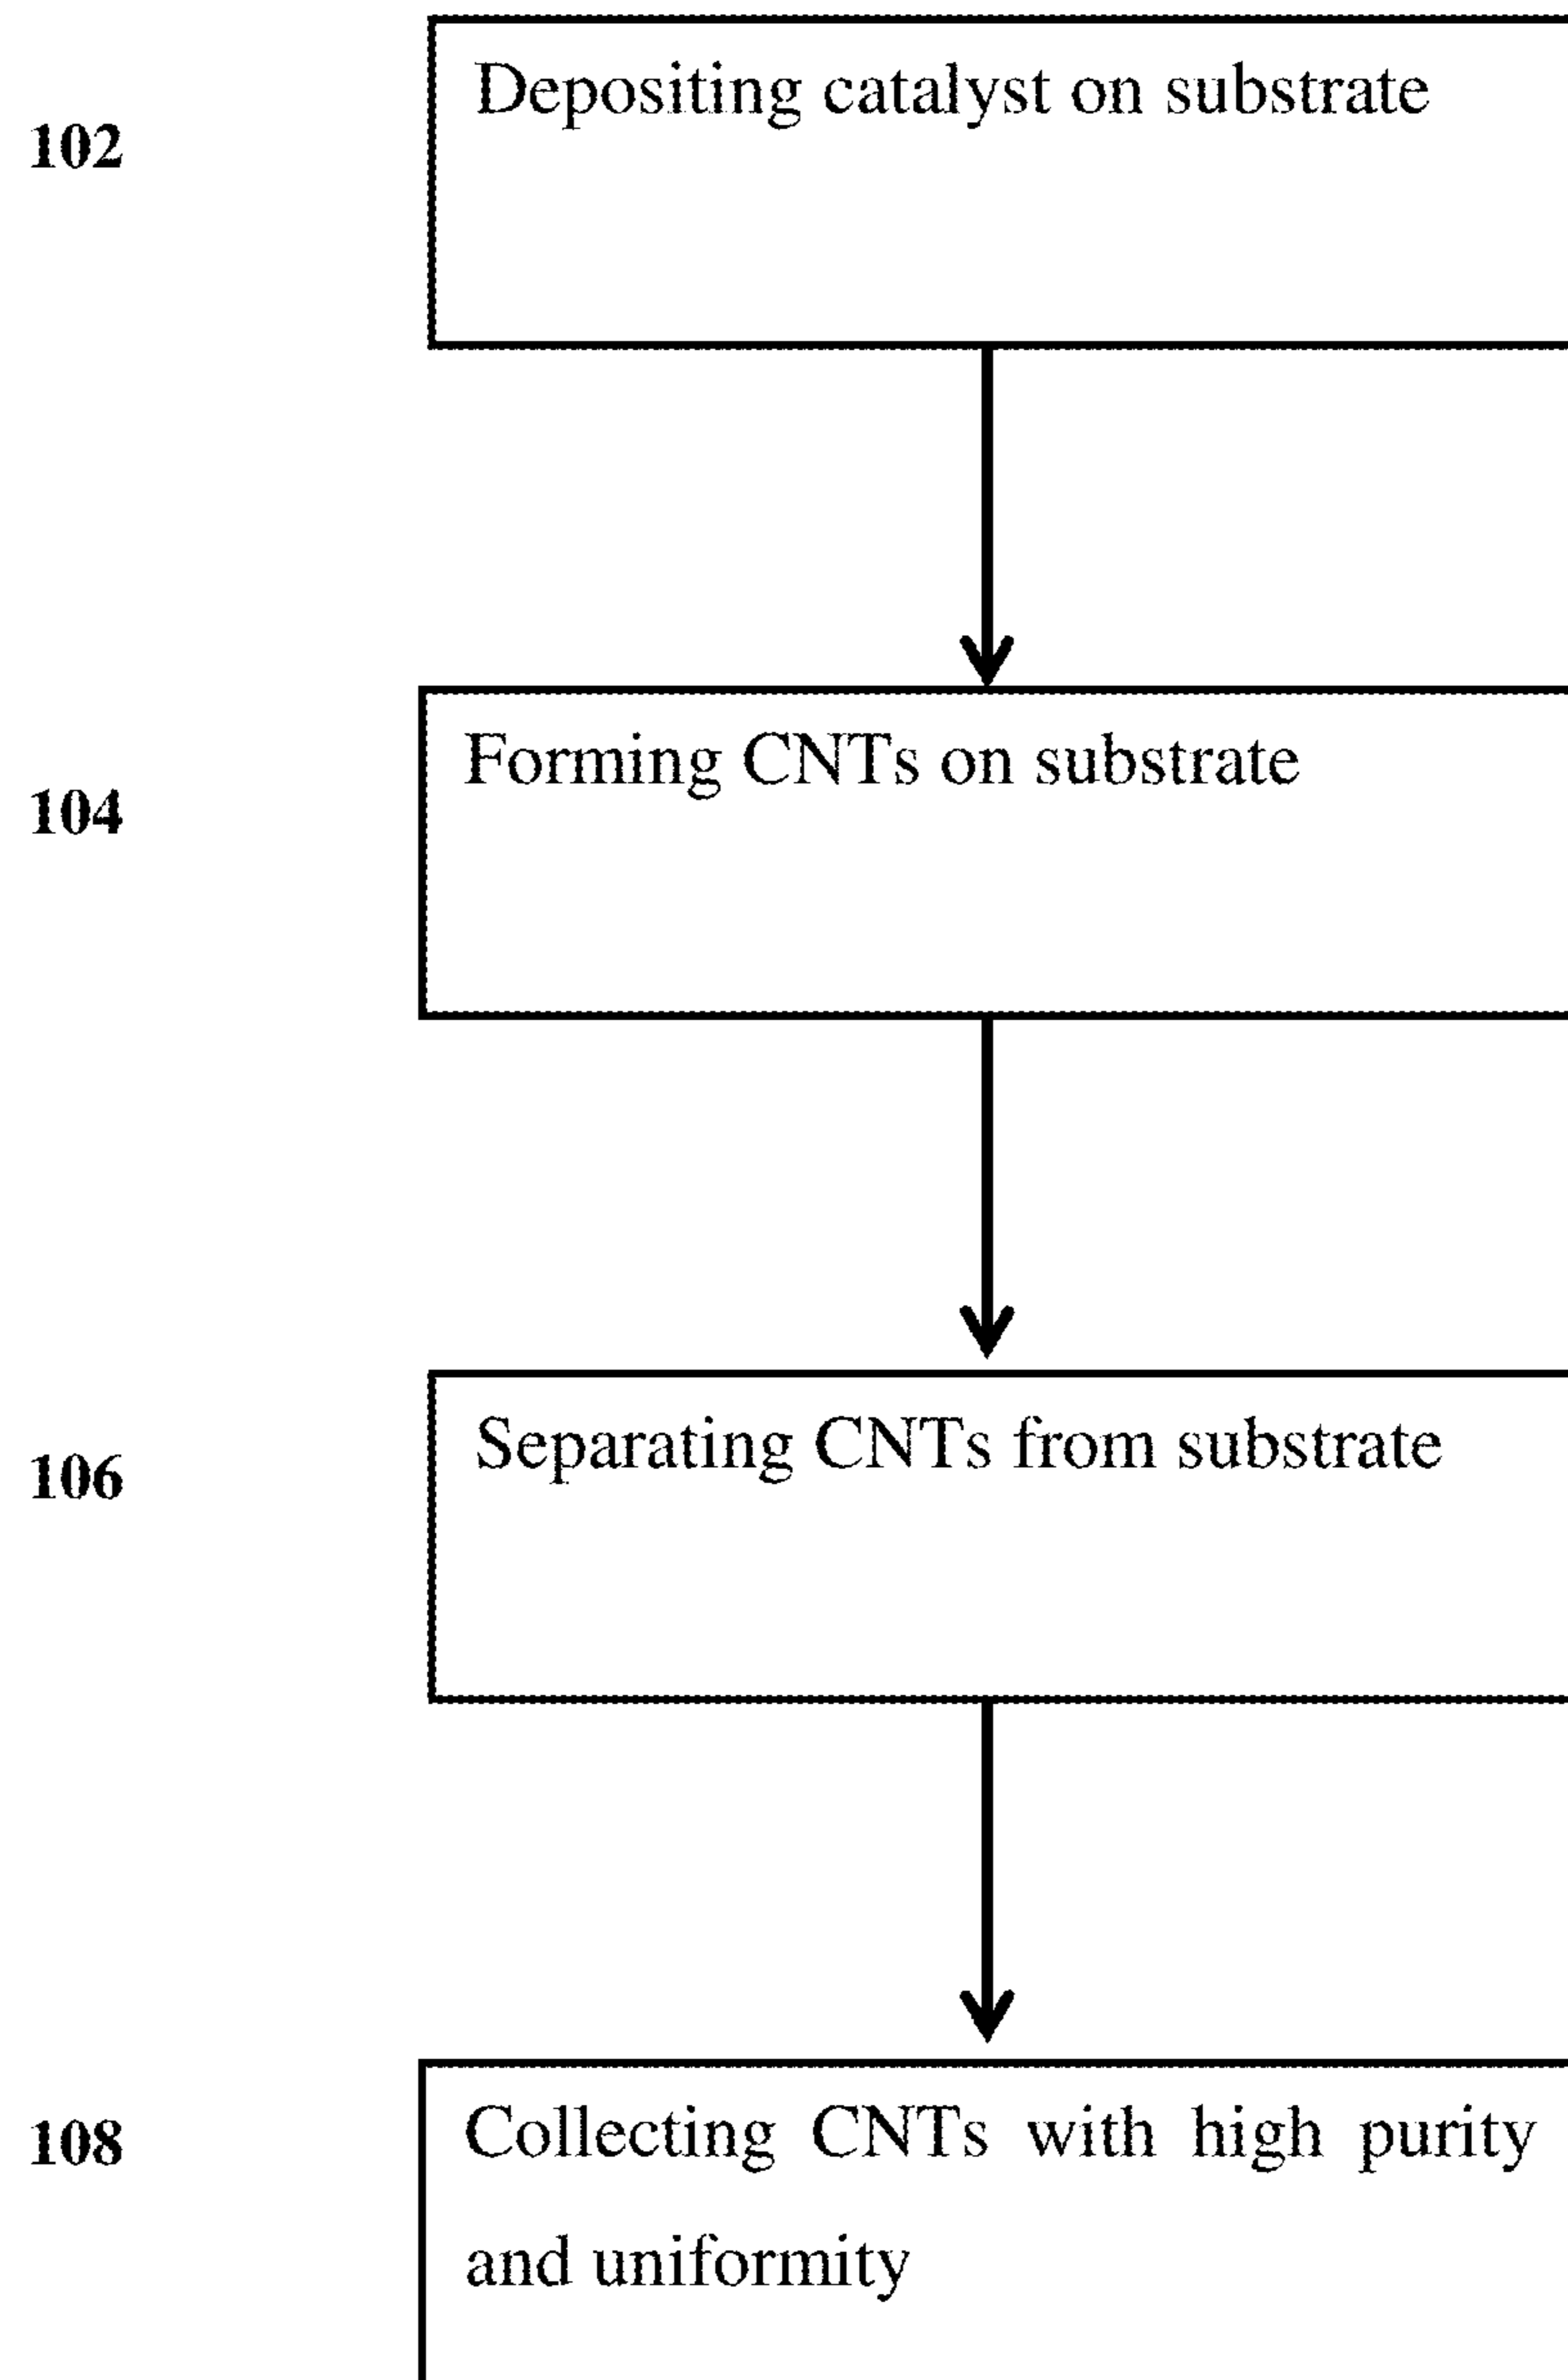 102
Depositing catalyst on substrate
104
Forming CNTs on substrate
106
Separating CNTs from substrate
108
Collecting CNTs with high purity
and uniformity